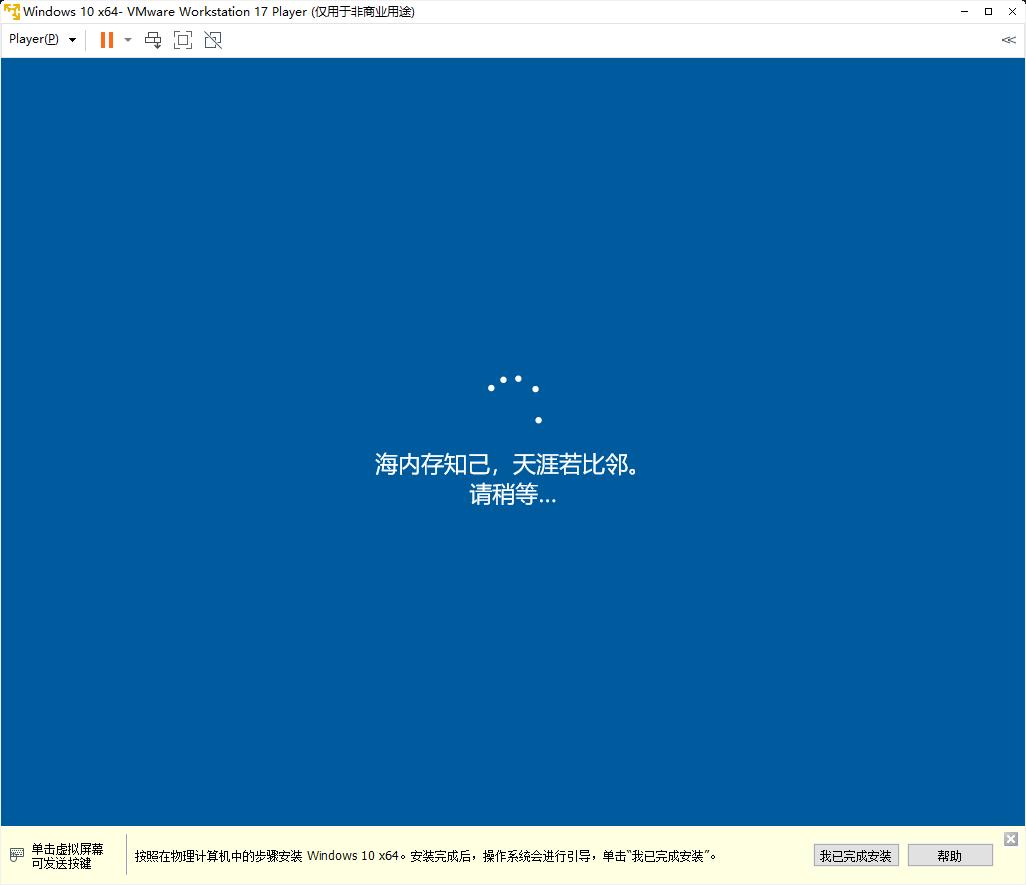 Windows 10 x64- VMware Workstation 17 Player (仅用于非商业用途)
Player(P)
海内存知己，天涯若比邻。
请稍等...
单击虚拟屏幕
可发送按键
按照在物理计算机中的步骤安装 Windows 10 x64。安装完成后，操作系统会进行引导，单击“我已完成安装”。
我已完成安装
帮助